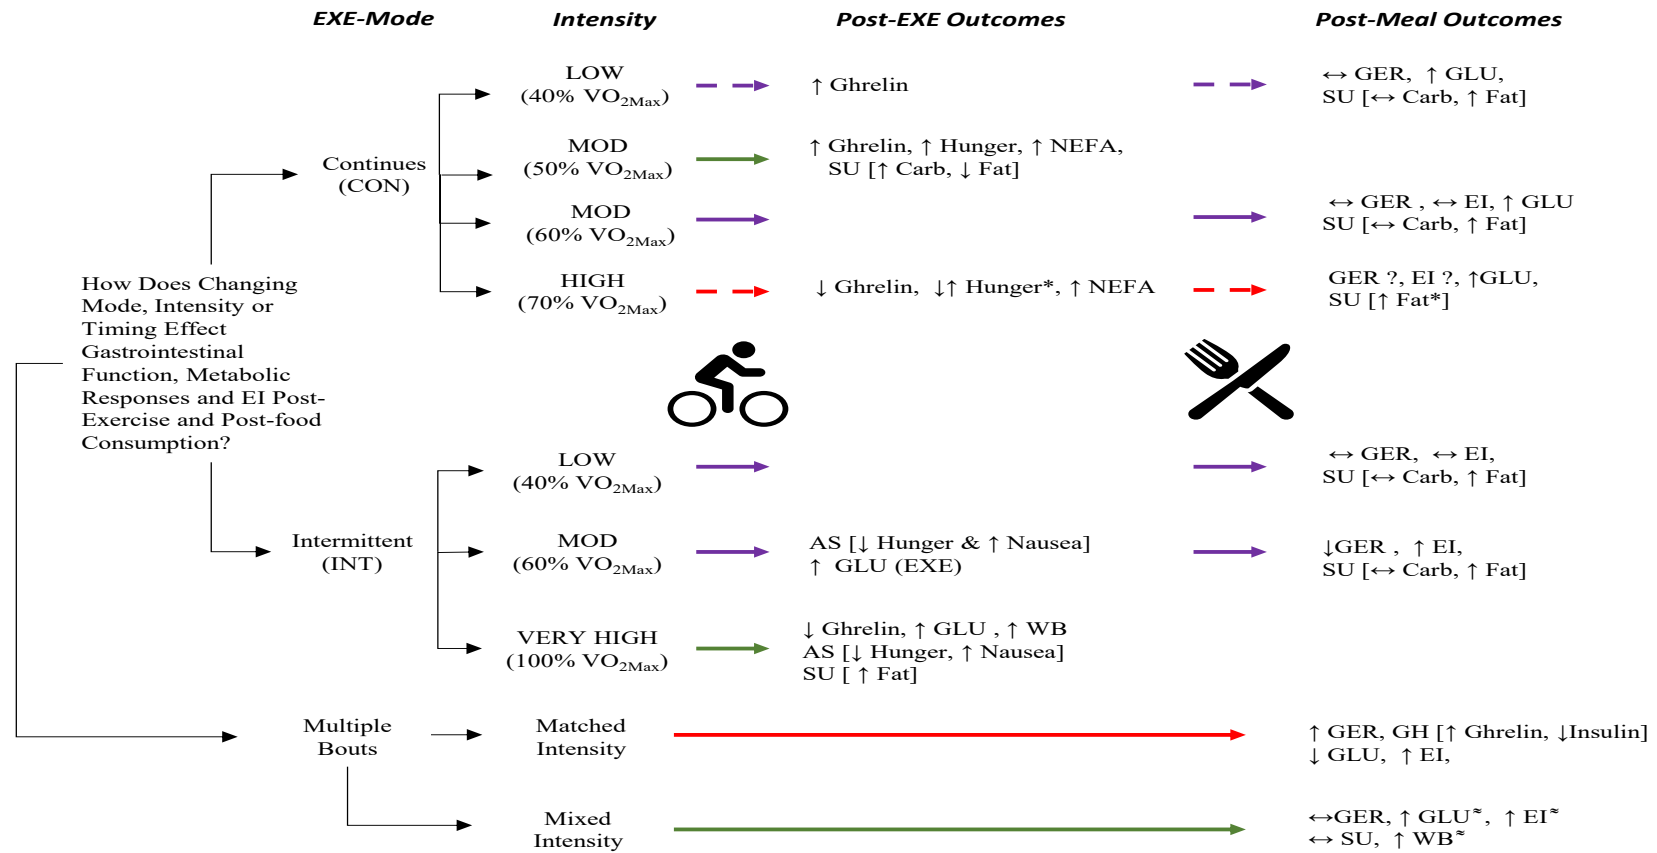 EXE-Mode
Intensity
Post-EXE Outcomes
Post-Meal Outcomes
How Does Changing
Mode, Intensity or
Timing Effect
Gastrointestinal
Function, Metabolic
Responses and EI Post-
Exercise and Post-food
Consumption?
Continues
(CON)
LOW
(40% VO2Max)
↑ Ghrelin
↔ GER, ↑ GLU,
SU [↔ Carb, ↑ Fat]
MOD
(50% VO2Max)
↑ Ghrelin, ↑ Hunger, ↑ NEFA,
SU [↑ Carb, ↓ Fat]
MOD
(60% VO2Max)
↔ GER , ↔ EI, ↑ GLU
SU [↔ Carb, ↑ Fat]
HIGH
(70% VO2Max)
↓ Ghrelin, ↓↑ Hunger*, ↑ NEFA
GER ?, EI ?, ↑GLU,
SU [↑ Fat*]
Intermittent
(INT)
LOW
(40% VO2Max)
↔ GER, ↔ EI,
SU [↔ Carb, ↑ Fat]
MOD
(60% VO2Max)
AS [↓ Hunger & ↑ Nausea]
↑ GLU (EXE)
↓GER , ↑ EI,
SU [↔ Carb, ↑ Fat]
VERY HIGH
(100% VO2Max)
↓ Ghrelin, ↑ GLU , ↑ WB
AS [↓ Hunger, ↑ Nausea]
SU [ ↑ Fat]
Multiple
Bouts
Matched
Intensity
↑ GER, GH [↑ Ghrelin, ↓Insulin]
↓ GLU, ↑ EI,
Mixed
Intensity
↔GER, ↑ GLU≈, ↑ EI≈
↔ SU, ↑ WB≈